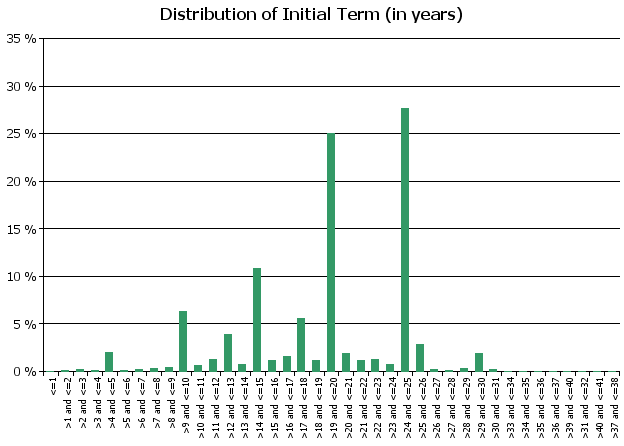 Distribution of Initial Term (in years)
35 %
30 %
25 %
20 %
15 %
10 %
5 %
0 %
<=1
>1 and <=2
>2 and <=3
>3 and <=4
>4 and <=5
>5 and <=6
>6 and <=7
>7 and <=8
>8 and <=9
>9 and <=10
>10 and <=11
>11 and <=12
>12 and <=13
>13 and <=14
>14 and <=15
>15 and <=16
>16 and <=17
>17 and <=18
>18 and <=19
>19 and <=20
>20 and <=21
>21 and <=22
>22 and <=23
>23 and <=24
>24 and <=25
>25 and <=26
>26 and <=27
>27 and <=28
>28 and <=29
>29 and <=30
>30 and <=31
>33 and <=34
>34 and <=35
>35 and <=36
>36 and <=37
>39 and <=40
>31 and <=32
>32 and <=33
>40 and <=41
>37 and <=38